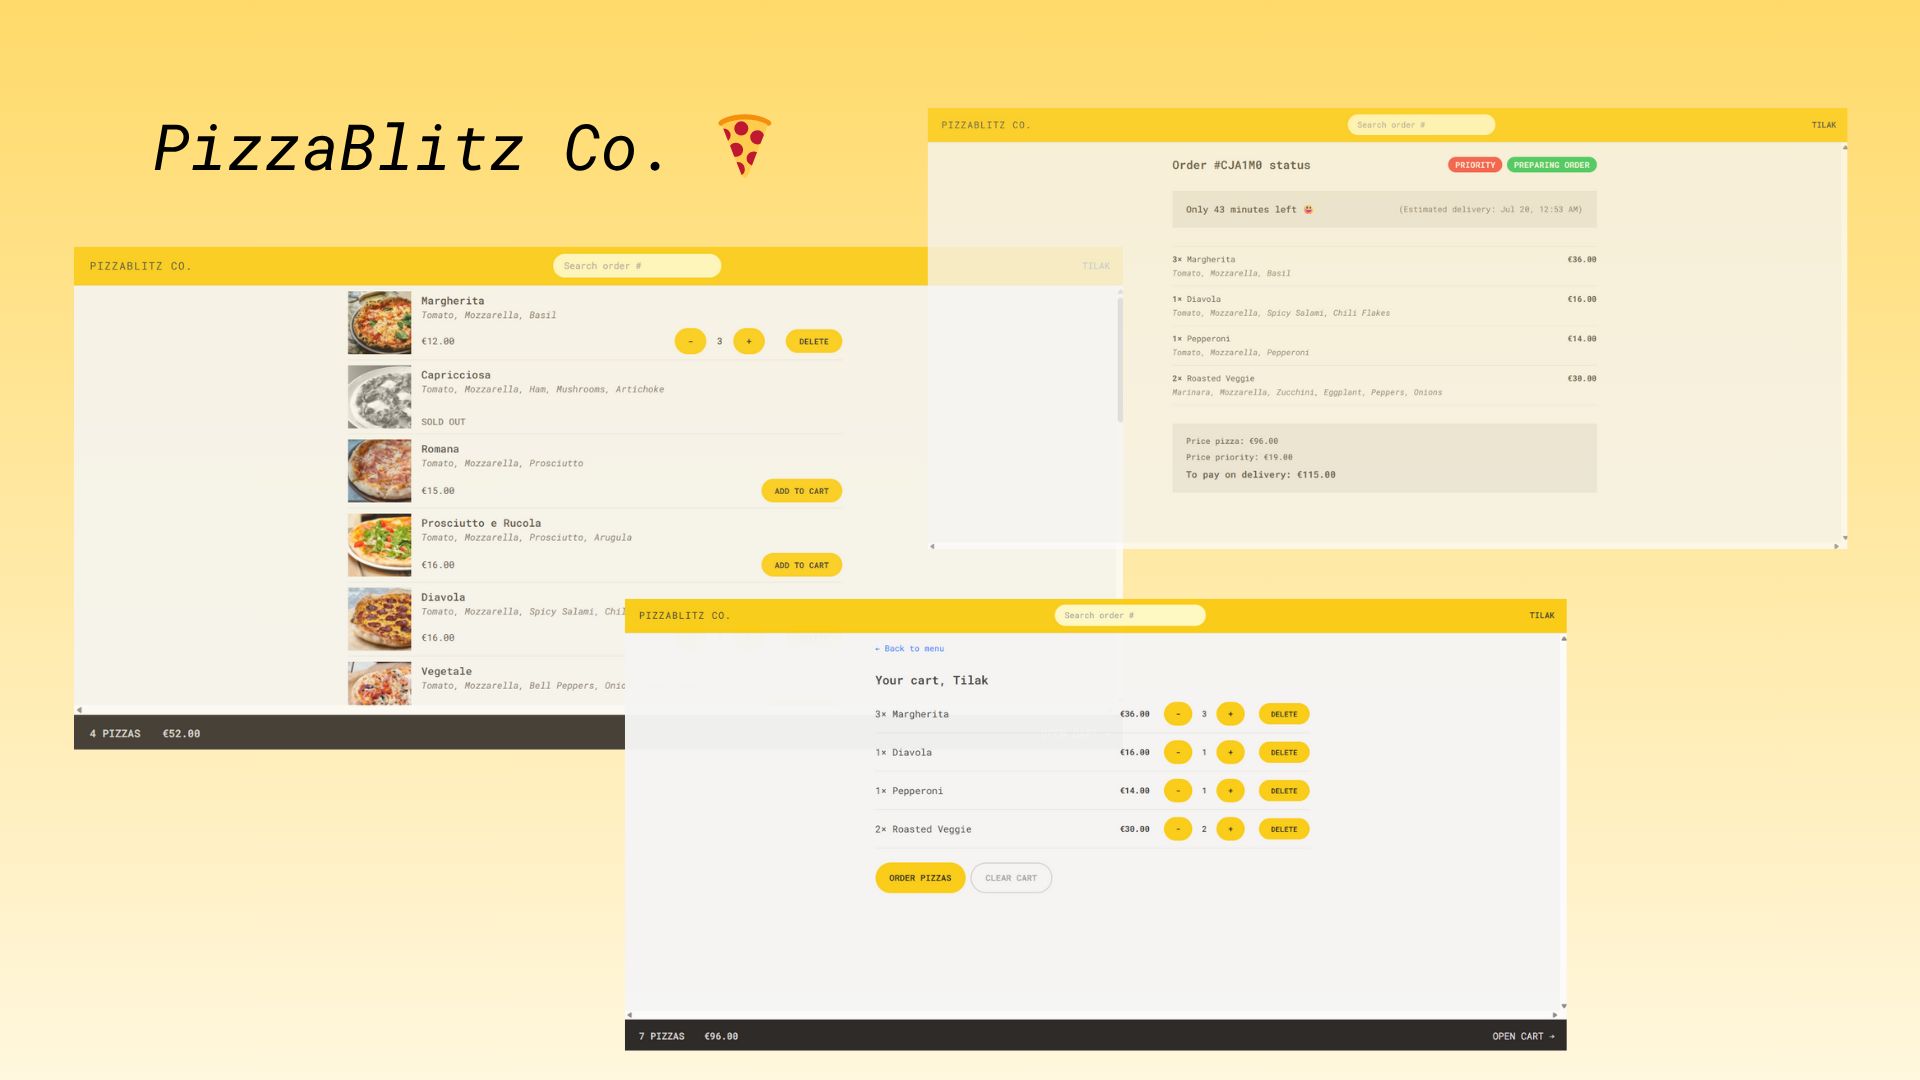 PizzaBlitz Co.
PIZZABLITZ CO.
Search order #
TILAK
Margherita
Tomato, Mozzarella, Basil
€12.00
-
3
+
DELETE
Capricciosa
Tomato, Mozzarella, Ham, Mushrooms, Artichoke
SOLD OUT
Romana
Tomato, Mozzarella, Prosciutto
€15.00
ADD TO CART
Prosciutto e Rucola
Tomato, Mozzarella, Prosciutto, Arugula
€16.00
ADD TO CART
Diavola
Tomato, Mozzarella, Spicy Salami, Chil
€16.00
Vegetale
Tomato, Mozzarella, Bell Peppers, Onio
4 PIZZAS €52.00
PIZZABLITZ CO.
Search order #
TILAK
Order #CJA1M0 status
PRIORITY
PREPARING ORDER
Only 43 minutes left 😃
(Estimated delivery: Jul 20, 12:53 AM)
3× Margherita €36.00
Tomato, Mozzarella, Basil
1× Diavola €16.00
Tomato, Mozzarella, Spicy Salami, Chili Flakes
1× Pepperoni €14.00
Tomato, Mozzarella, Pepperoni
2× Roasted Veggie €30.00
Marinara, Mozzarella, Zucchini, Eggplant, Peppers, Onions
Price pizza: €96.00
Price priority: €19.00
To pay on delivery: €115.00
PIZZABLITZ CO.
Search order #
TILAK
← Back to menu
Your cart, Tilak
3× Margherita €36.00 - 3 + DELETE
1× Diavola €16.00 - 1 + DELETE
1× Pepperoni €14.00 - 1 + DELETE
2× Roasted Veggie €30.00 - 2 + DELETE
ORDER PIZZAS
CLEAR CART
7 PIZZAS €96.00
OPEN CART →